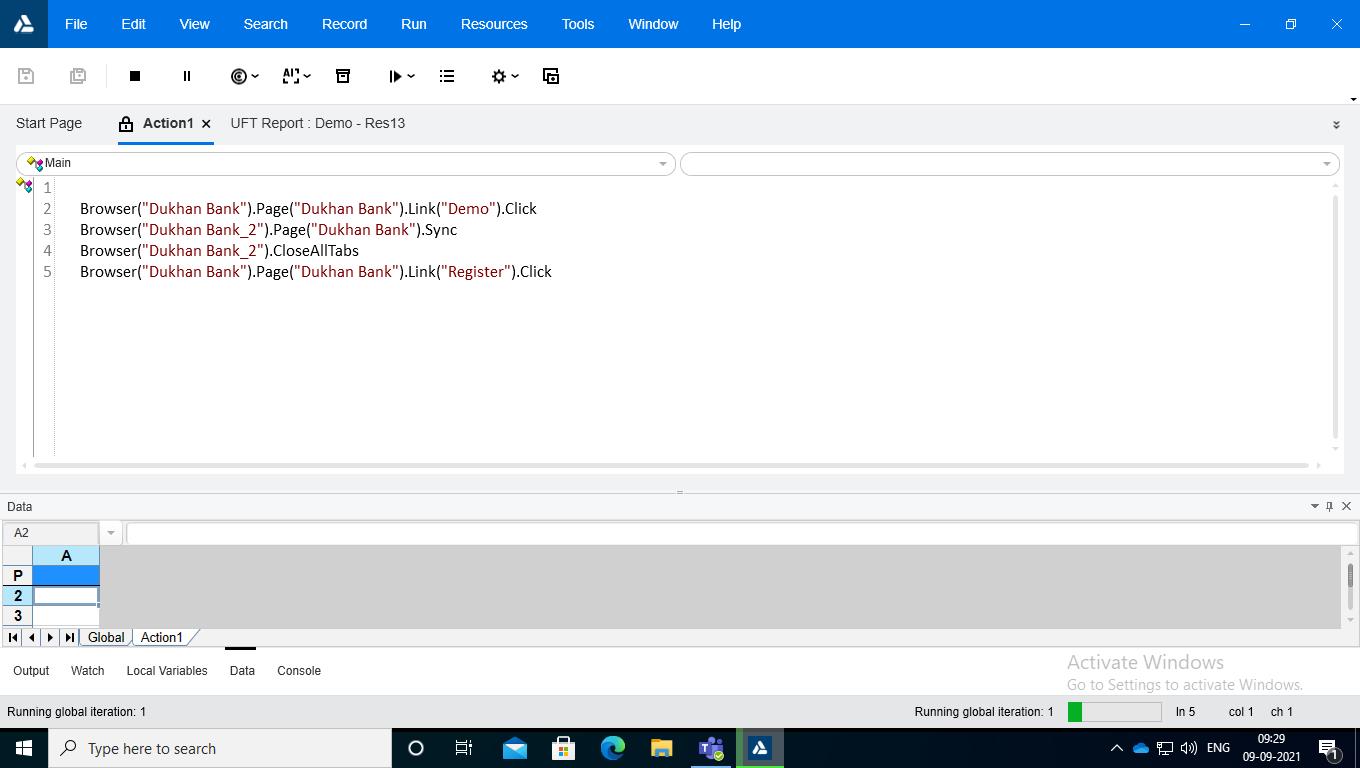 File Edit View Search Record Run Resources Tools Window Help
Start Page Action1 UFT Report : Demo - Res13
Main
1
2 Browser("Dukhan Bank").Page("Dukhan Bank").Link("Demo").Click
3 Browser("Dukhan Bank_2").Page("Dukhan Bank").Sync
4 Browser("Dukhan Bank_2").CloseAllTabs
5 Browser("Dukhan Bank").Page("Dukhan Bank").Link("Register").Click
Data
A2
A
P
2
3
Global Action1
Output Watch Local Variables Data Console
Activate Windows
Go to Settings to activate Windows.
Running global iteration: 1 Running global iteration: 1 ln 5 col 1 ch 1
Type here to search ENG 09:29
09-09-2021 1